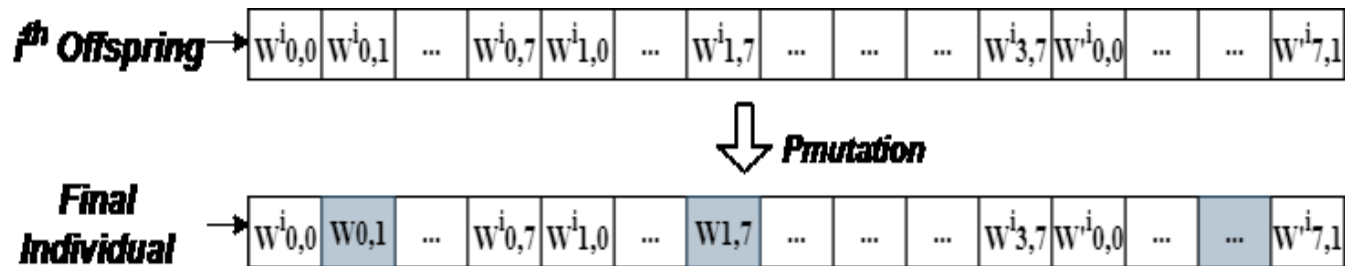 ith Offspring Wi0,0 Wi0,1 ... Wi0,7 Wi1,0 ... Wi1,7 ... ... ... Wi3,7 W'i0,0 ... ... W'i7,1
Pmutation
Final
Individual Wi0,0 W0,1 ... Wi0,7 Wi1,0 ... W1,7 ... ... ... Wi3,7 W'i0,0 ... ... W'i7,1